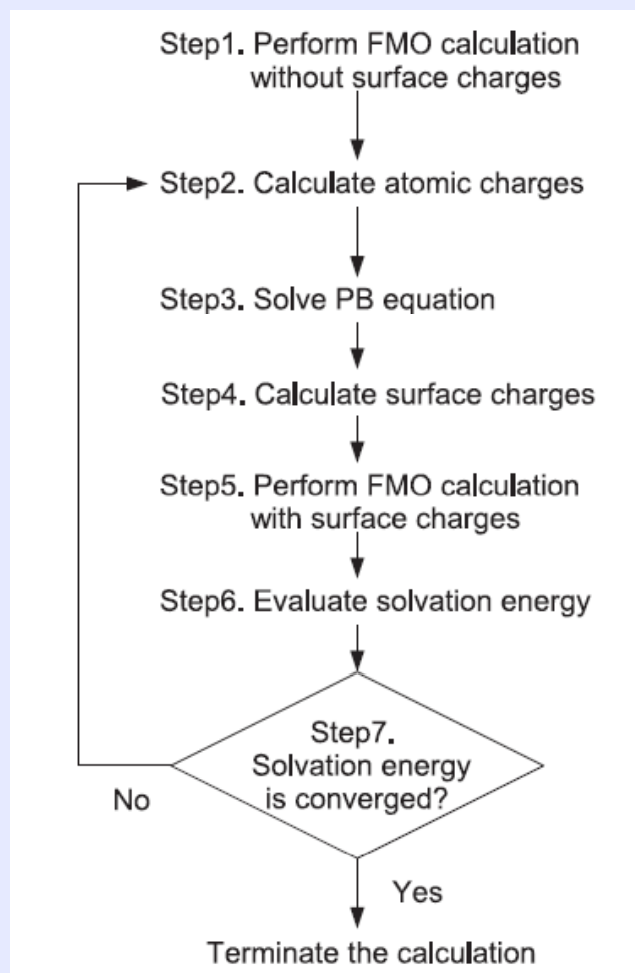 Step1. Perform FMO calculation
without surface charges
Step2. Calculate atomic charges
Step3. Solve PB equation
Step4. Calculate surface charges
Step5. Perform FMO calculation
with surface charges
Step6. Evaluate solvation energy
Step7.
Solvation energy
is converged?
No
Yes
Terminate the calculation